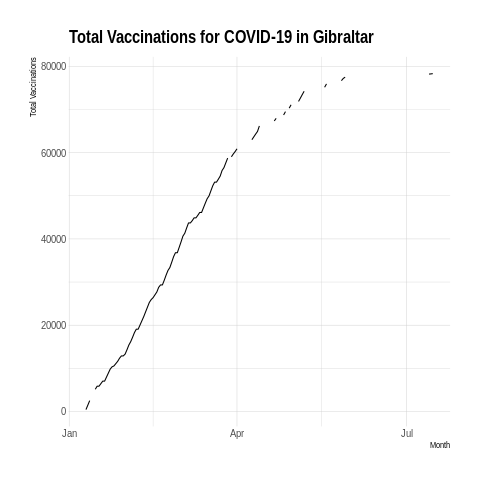 Total Vaccinations for COVID-19 in Gibraltar
Total Vaccinations
80000
60000
40000
20000
0
Jan Apr Jul
Month